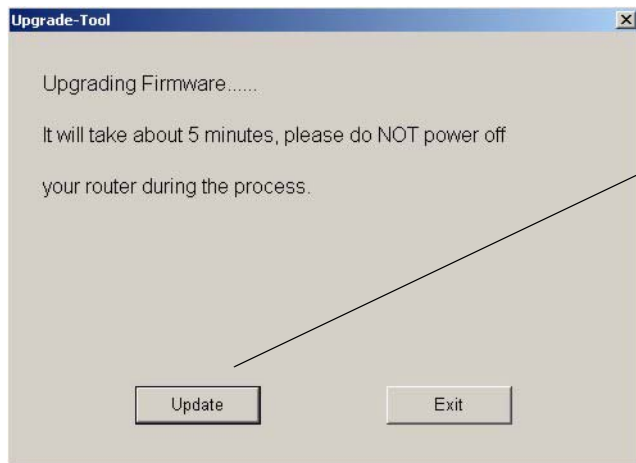 Upgrade-Tool
Upgrading Firmware......
It will take about 5 minutes, please do NOT power off
your router during the process.
Update
Exit